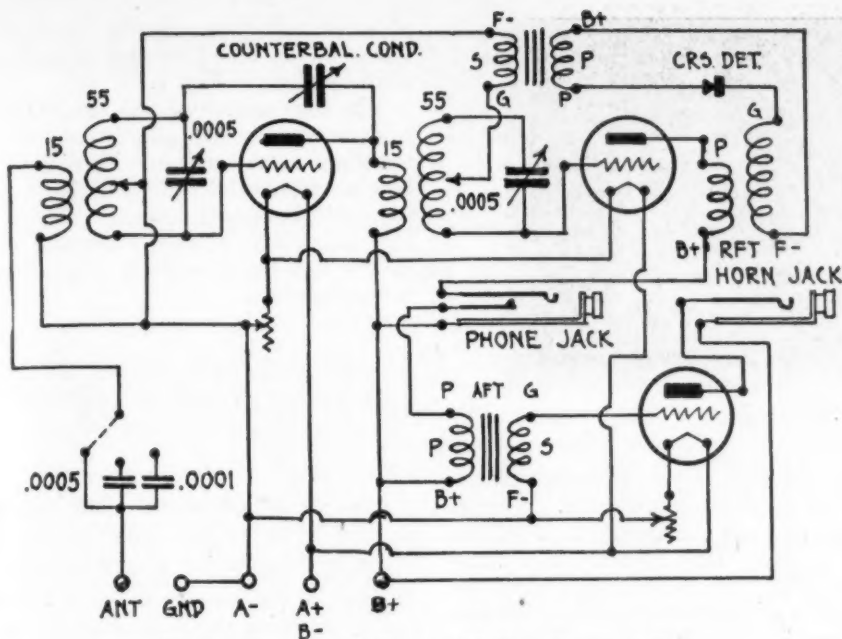 F-
B+
COUNTERBAL. COND.
S
P
CRS. DET.
G
P
15
55
.0005
55
15
.0005
G
P
B+
RFT
F-
HORN JACK
PHONE JACK
P
AFT
G
P
S
B+
F-
.0005
.0001
ANT
GND
A-
A+
B-
B+